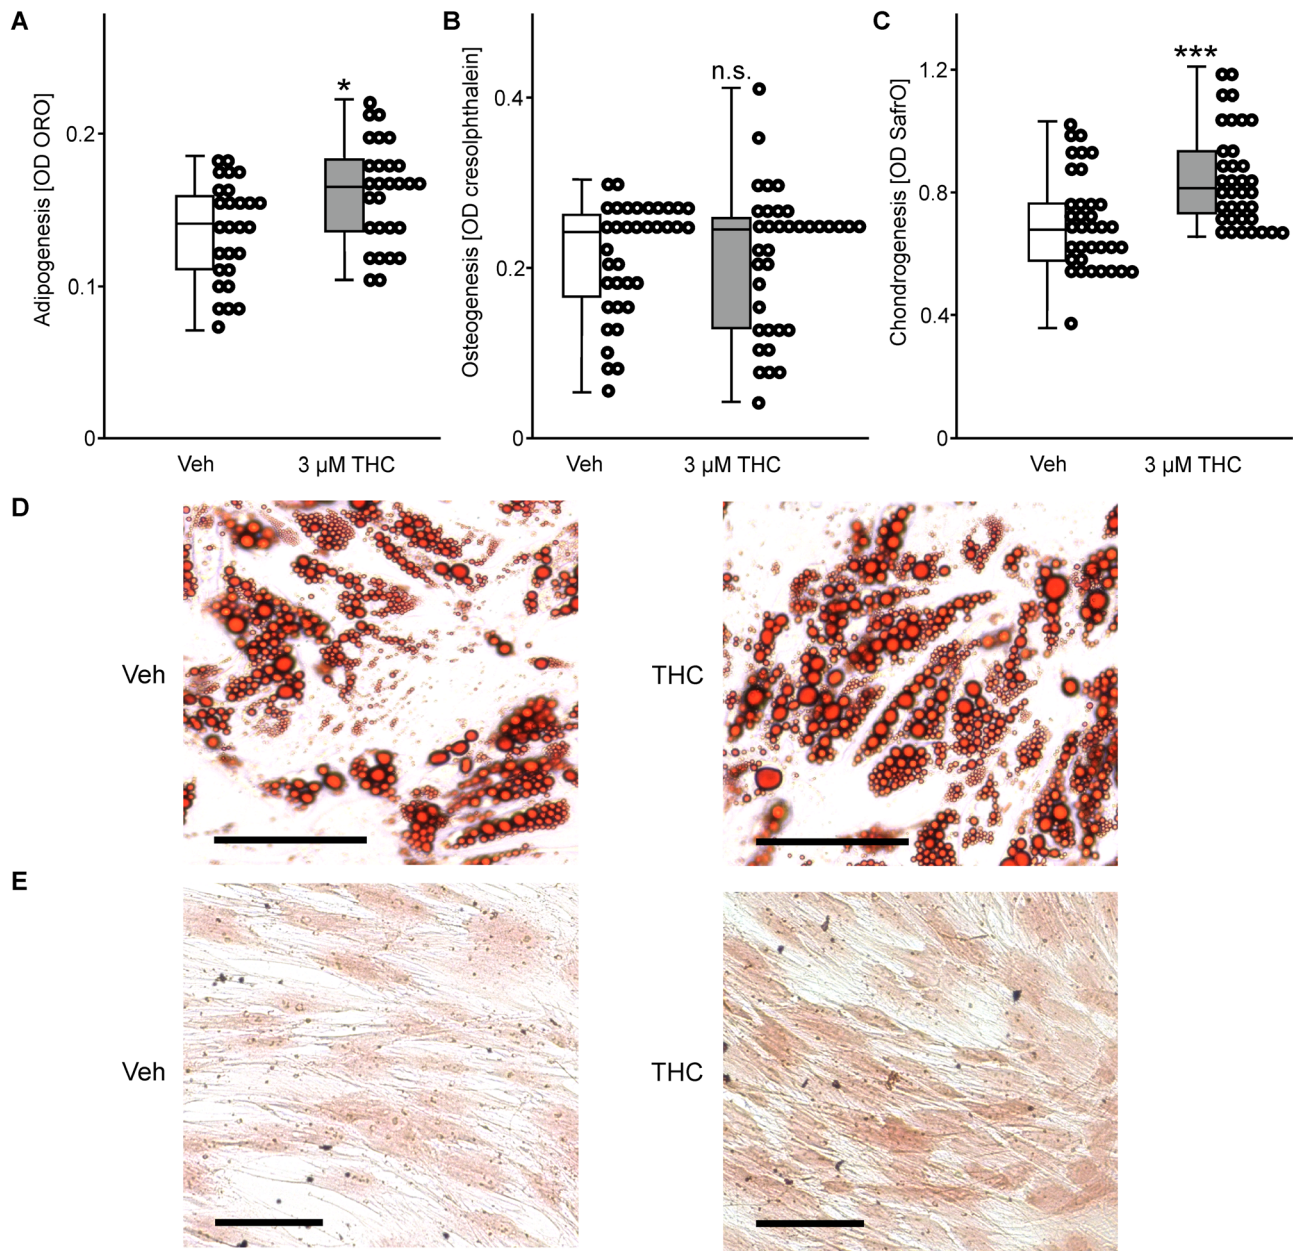 A
Adipogenesis [OD ORO]
0.2
0.1
0
*
Veh
3 µM THC
B
Osteogenesis [OD cresolphthalein]
0.4
0.2
0
n.s.
Veh
3 µM THC
C
Chondrogenesis [OD SafrO]
1.2
0.8
0.4
0
***
Veh
3 µM THC
D
Veh
THC
E
Veh
THC